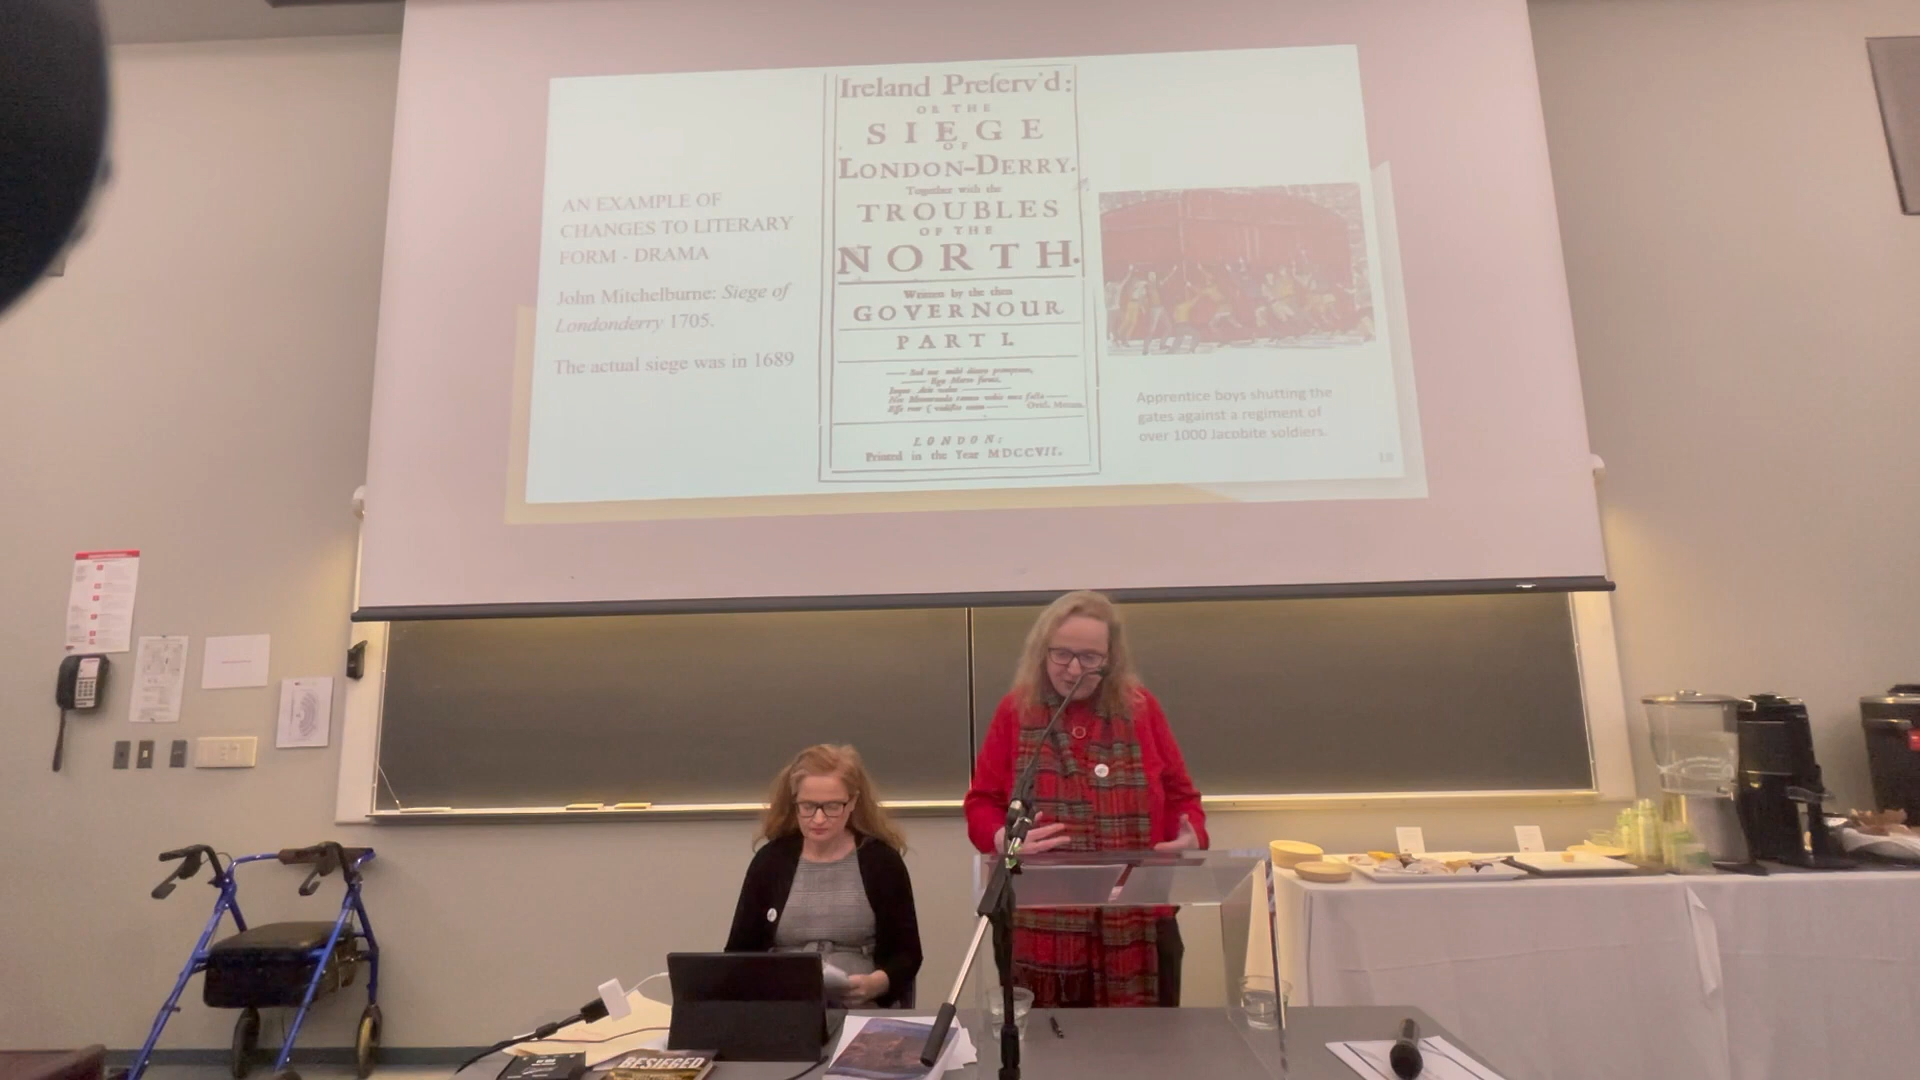 AN EXAMPLE OF
CHANGES TO LITERARY
FORM - DRAMA
John Mitchelburne: Siege of
Londonderry 1705.
The actual siege was in 1689
Ireland Preſerv'd:
OR THE
SIEGE
OF
LONDON-DERRY.
Together with the
TROUBLES
OF THE
NORTH.
Written by the then
GOVERNOUR
PART I.
LONDON:
Printed in the Year MDCCVII.
Apprentice boys shutting the
gates against a regiment of
over 1000 Jacobite soldiers.
18
BESIEGED